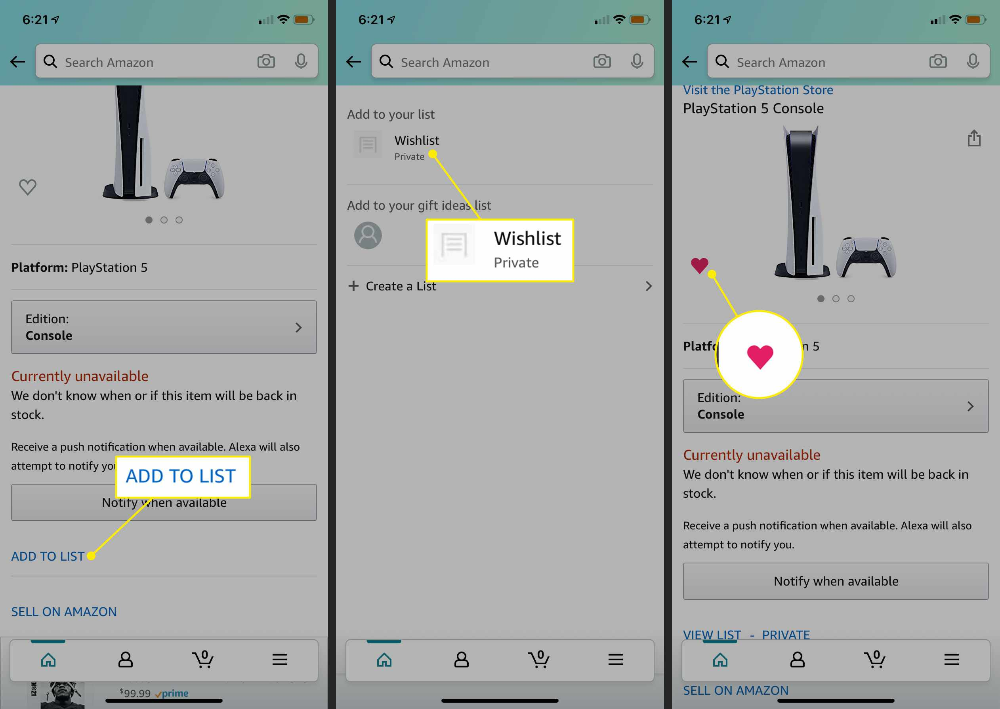 6:21
Search Amazon
Platform: PlayStation 5
Edition:
Console
Currently unavailable
We don't know when or if this item will be back in
stock.
Receive a push notification when available. Alexa will also
attempt to notify you
ADD TO LIST
Notify when available
ADD TO LIST
SELL ON AMAZON
0
$99.99 prime
6:21
Search Amazon
Add to your list
Wishlist
Private
Add to your gift ideas list
Wishlist
Private
+ Create a List
0
6:21
Search Amazon
Visit the PlayStation Store
PlayStation 5 Console
Platfo n 5
Edition:
Console
Currently unavailable
We don't know when or if this item will be back in
stock.
Receive a push notification when available. Alexa will also
attempt to notify you.
Notify when available
VIEW LIST - PRIVATE
0
SELL ON AMAZON